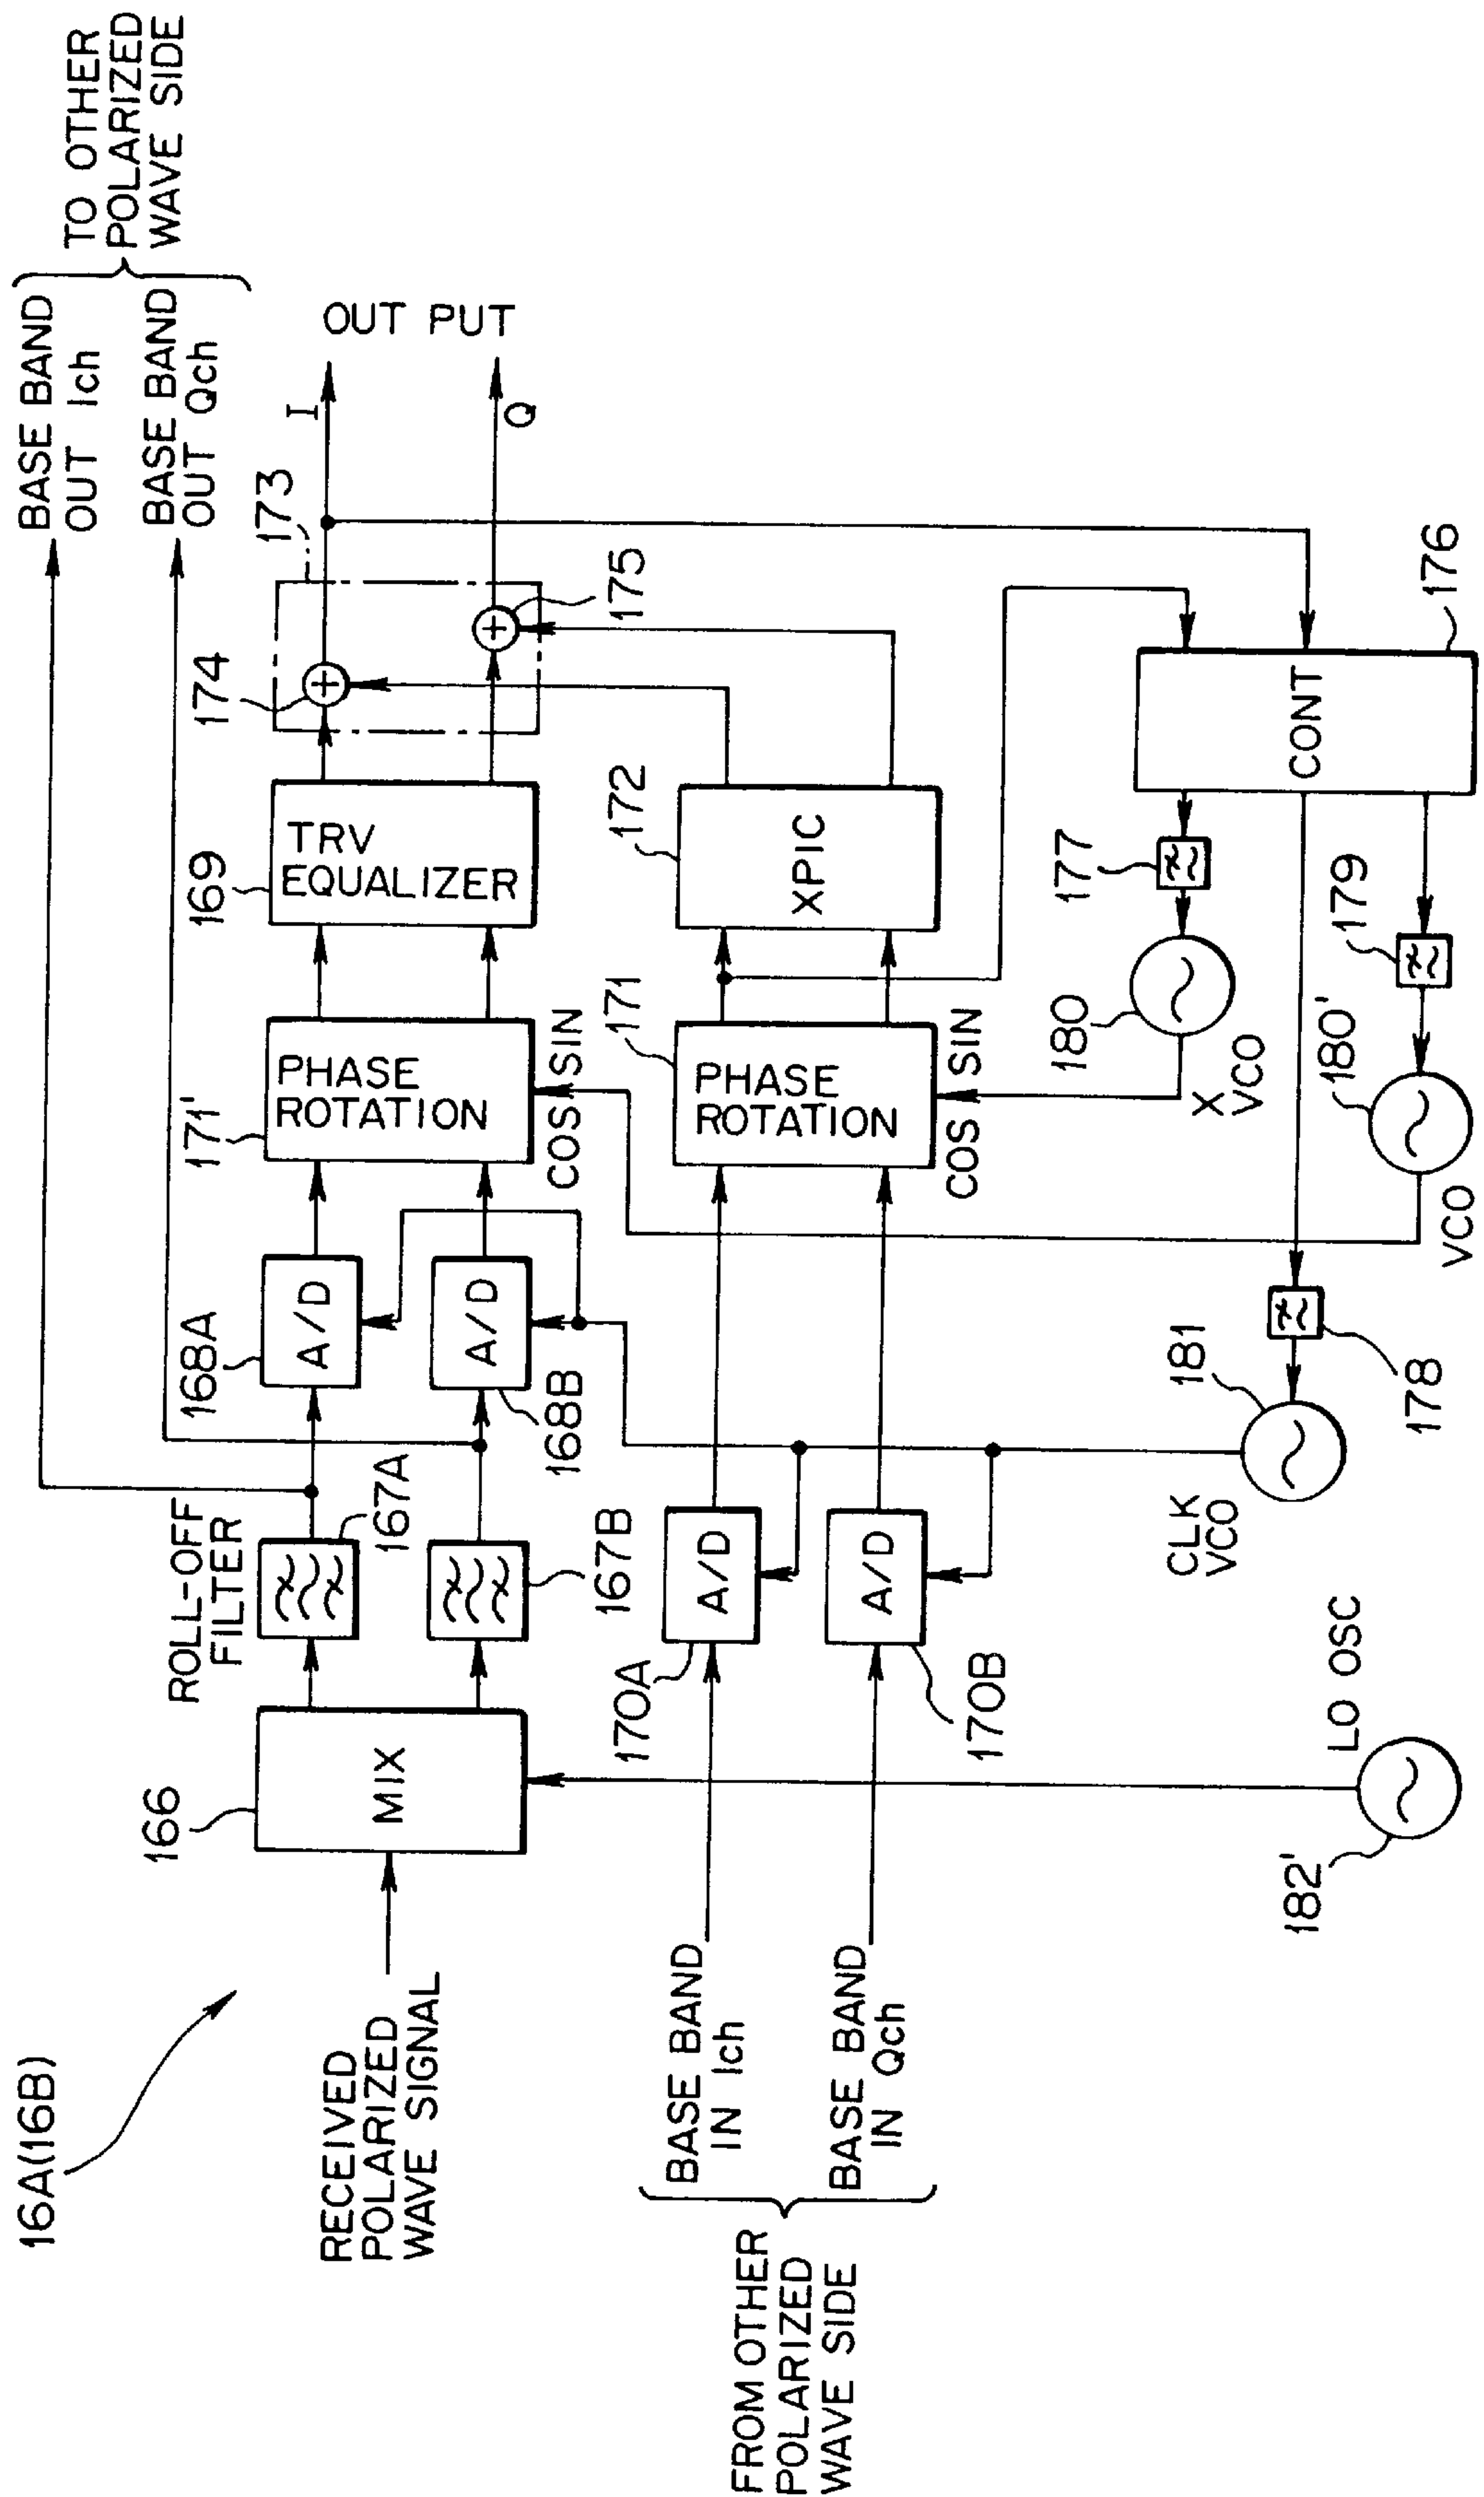 16A(16B)
BASE BAND
OUT Ich
BASE BAND
OUT Qch
TO OTHER
POLARIZED
WAVE SIDE
RECEIVED
POLARIZED
WAVE SIGNAL
166
MIX
ROLL-OFF
FILTER
167A
167B
168A
A/D
A/D
168B
171'
PHASE
ROTATION
COS SIN
169
TRV
EQUALIZER
174
173
175
I
Q
OUT PUT
FROM OTHER
POLARIZED
WAVE SIDE
BASE BAND
IN Ich
BASE BAND
IN Qch
170A
A/D
A/D
170B
171
PHASE
ROTATION
COS SIN
172
XPIC
182'
LO OSC
CLK
VCO
181
178
X
VCO
180
177
VCO
180'
179
CONT
176